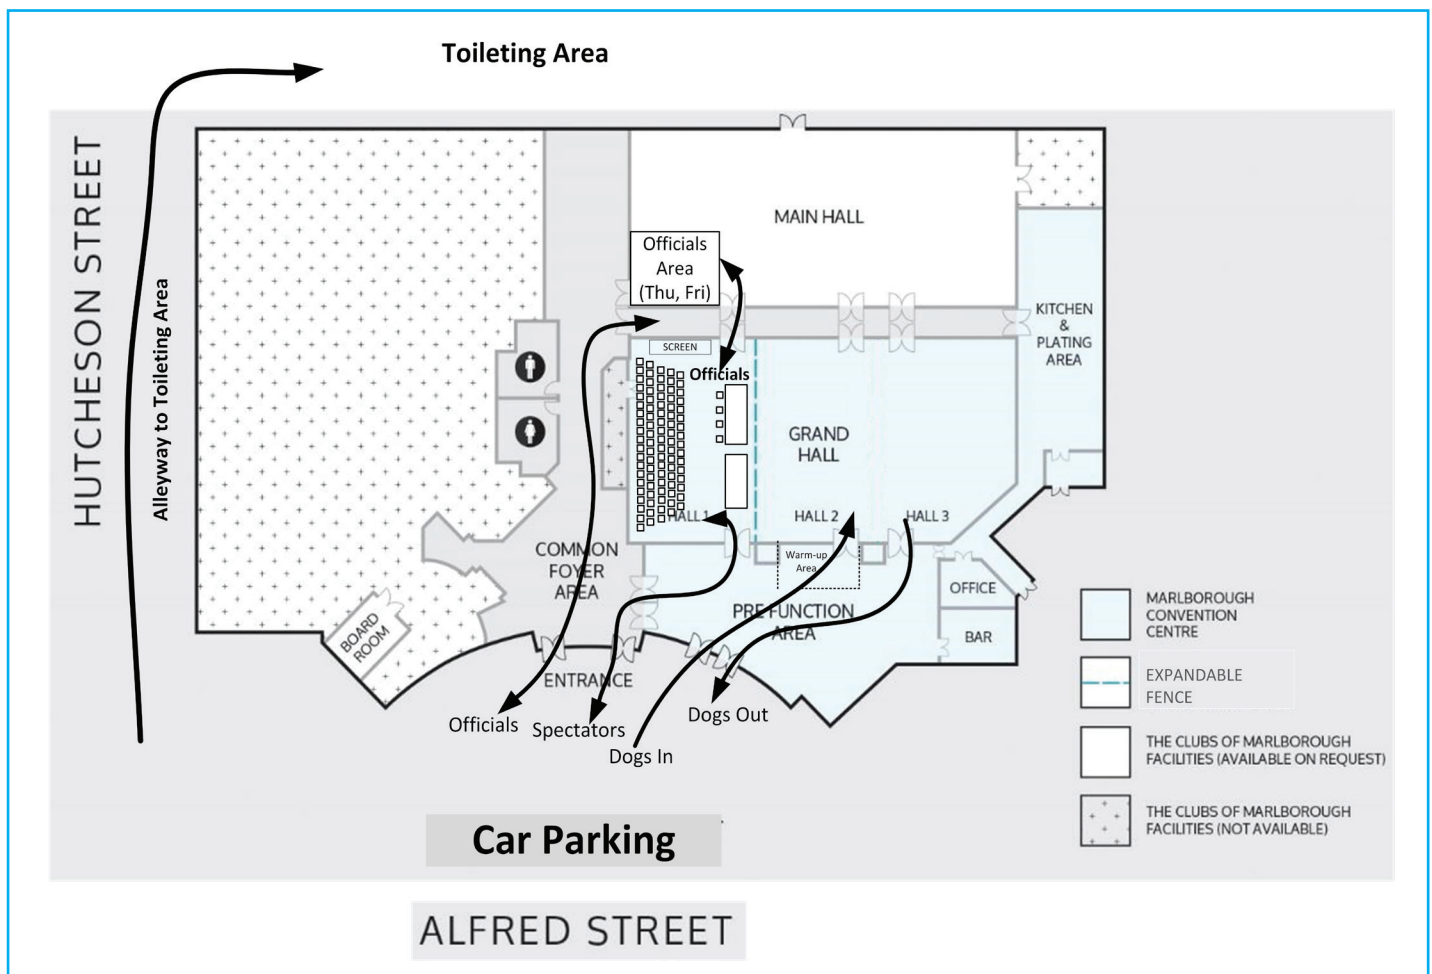 Toileting Area
HUTCHESON STREET
Alleyway to Toileting Area
MAIN HALL
Officials
Area
(Thu, Fri)
KITCHEN
&
PLATING
AREA
SCREEN
Officials
GRAND
HALL
HALL 1
HALL 2
HALL 3
COMMON
FOYER
AREA
Warm-up
Area
PRE FUNCTION
AREA
OFFICE
BAR
BOARD
ROOM
ENTRANCE
Officials
Spectators
Dogs In
Dogs Out
MARLBOROUGH
CONVENTION
CENTRE
EXPANDABLE
FENCE
THE CLUBS OF MARLBOROUGH
FACILITIES (AVAILABLE ON REQUEST)
THE CLUBS OF MARLBOROUGH
FACILITIES (NOT AVAILABLE)
Car Parking
ALFRED STREET